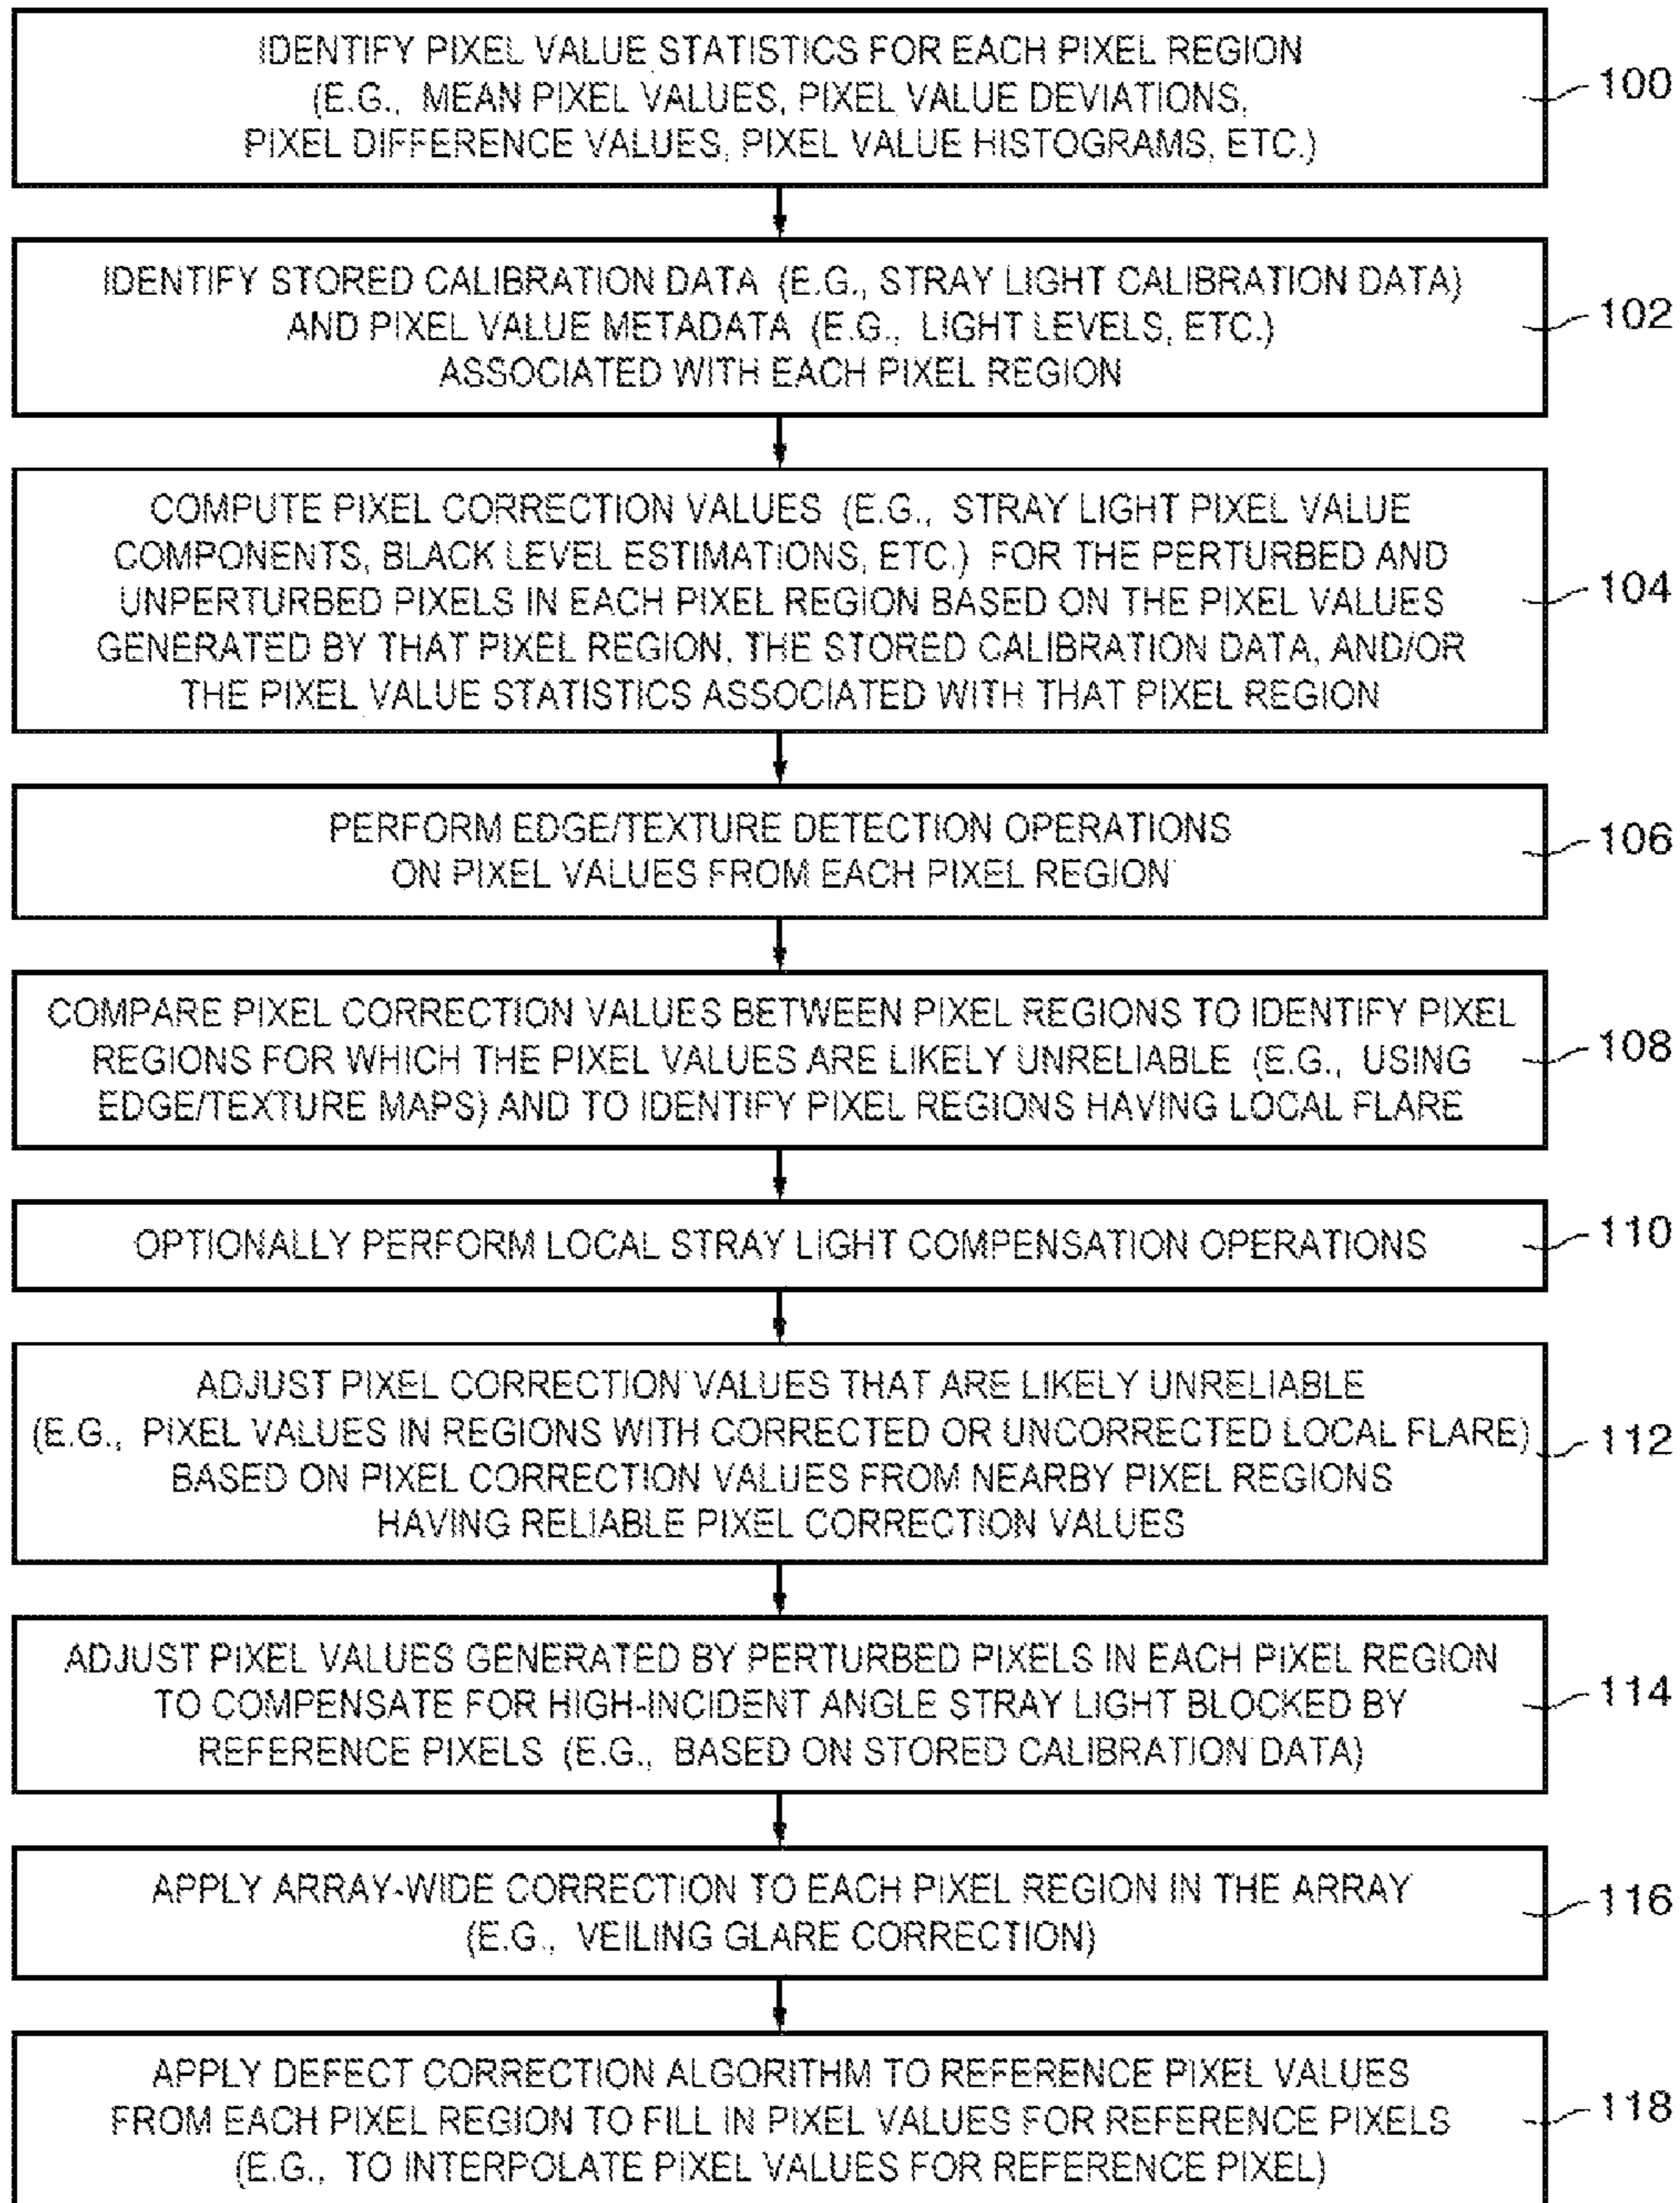 IDENTIFY PIXEL VALUE STATISTICS FOR EACH PIXEL REGION
(E.G., MEAN PIXEL VALUES, PIXEL VALUE DEVIATIONS,
PIXEL DIFFERENCE VALUES, PIXEL VALUE HISTOGRAMS, ETC.)
100
IDENTIFY STORED CALIBRATION DATA (E.G., STRAY LIGHT CALIBRATION DATA)
AND PIXEL VALUE METADATA (E.G., LIGHT LEVELS, ETC.)
ASSOCIATED WITH EACH PIXEL REGION
102
COMPUTE PIXEL CORRECTION VALUES (E.G., STRAY LIGHT PIXEL VALUE
COMPONENTS, BLACK LEVEL ESTIMATIONS, ETC.) FOR THE PERTURBED AND
UNPERTURBED PIXELS IN EACH PIXEL REGION BASED ON THE PIXEL VALUES
GENERATED BY THAT PIXEL REGION, THE STORED CALIBRATION DATA, AND/OR
THE PIXEL VALUE STATISTICS ASSOCIATED WITH THAT PIXEL REGION
104
PERFORM EDGE/TEXTURE DETECTION OPERATIONS
ON PIXEL VALUES FROM EACH PIXEL REGION
106
COMPARE PIXEL CORRECTION VALUES BETWEEN PIXEL REGIONS TO IDENTIFY PIXEL
REGIONS FOR WHICH THE PIXEL VALUES ARE LIKELY UNRELIABLE (E.G., USING
EDGE/TEXTURE MAPS) AND TO IDENTIFY PIXEL REGIONS HAVING LOCAL FLARE
108
OPTIONALLY PERFORM LOCAL STRAY LIGHT COMPENSATION OPERATIONS
110
ADJUST PIXEL CORRECTION VALUES THAT ARE LIKELY UNRELIABLE
(E.G., PIXEL VALUES IN REGIONS WITH CORRECTED OR UNCORRECTED LOCAL FLARE)
BASED ON PIXEL CORRECTION VALUES FROM NEARBY PIXEL REGIONS
HAVING RELIABLE PIXEL CORRECTION VALUES
112
ADJUST PIXEL VALUES GENERATED BY PERTURBED PIXELS IN EACH PIXEL REGION
TO COMPENSATE FOR HIGH-INCIDENT ANGLE STRAY LIGHT BLOCKED BY
REFERENCE PIXELS (E.G., BASED ON STORED CALIBRATION DATA)
114
APPLY ARRAY-WIDE CORRECTION TO EACH PIXEL REGION IN THE ARRAY
(E.G., VEILING GLARE CORRECTION)
116
APPLY DEFECT CORRECTION ALGORITHM TO REFERENCE PIXEL VALUES
FROM EACH PIXEL REGION TO FILL IN PIXEL VALUES FOR REFERENCE PIXELS
(E.G., TO INTERPOLATE PIXEL VALUES FOR REFERENCE PIXEL)
118